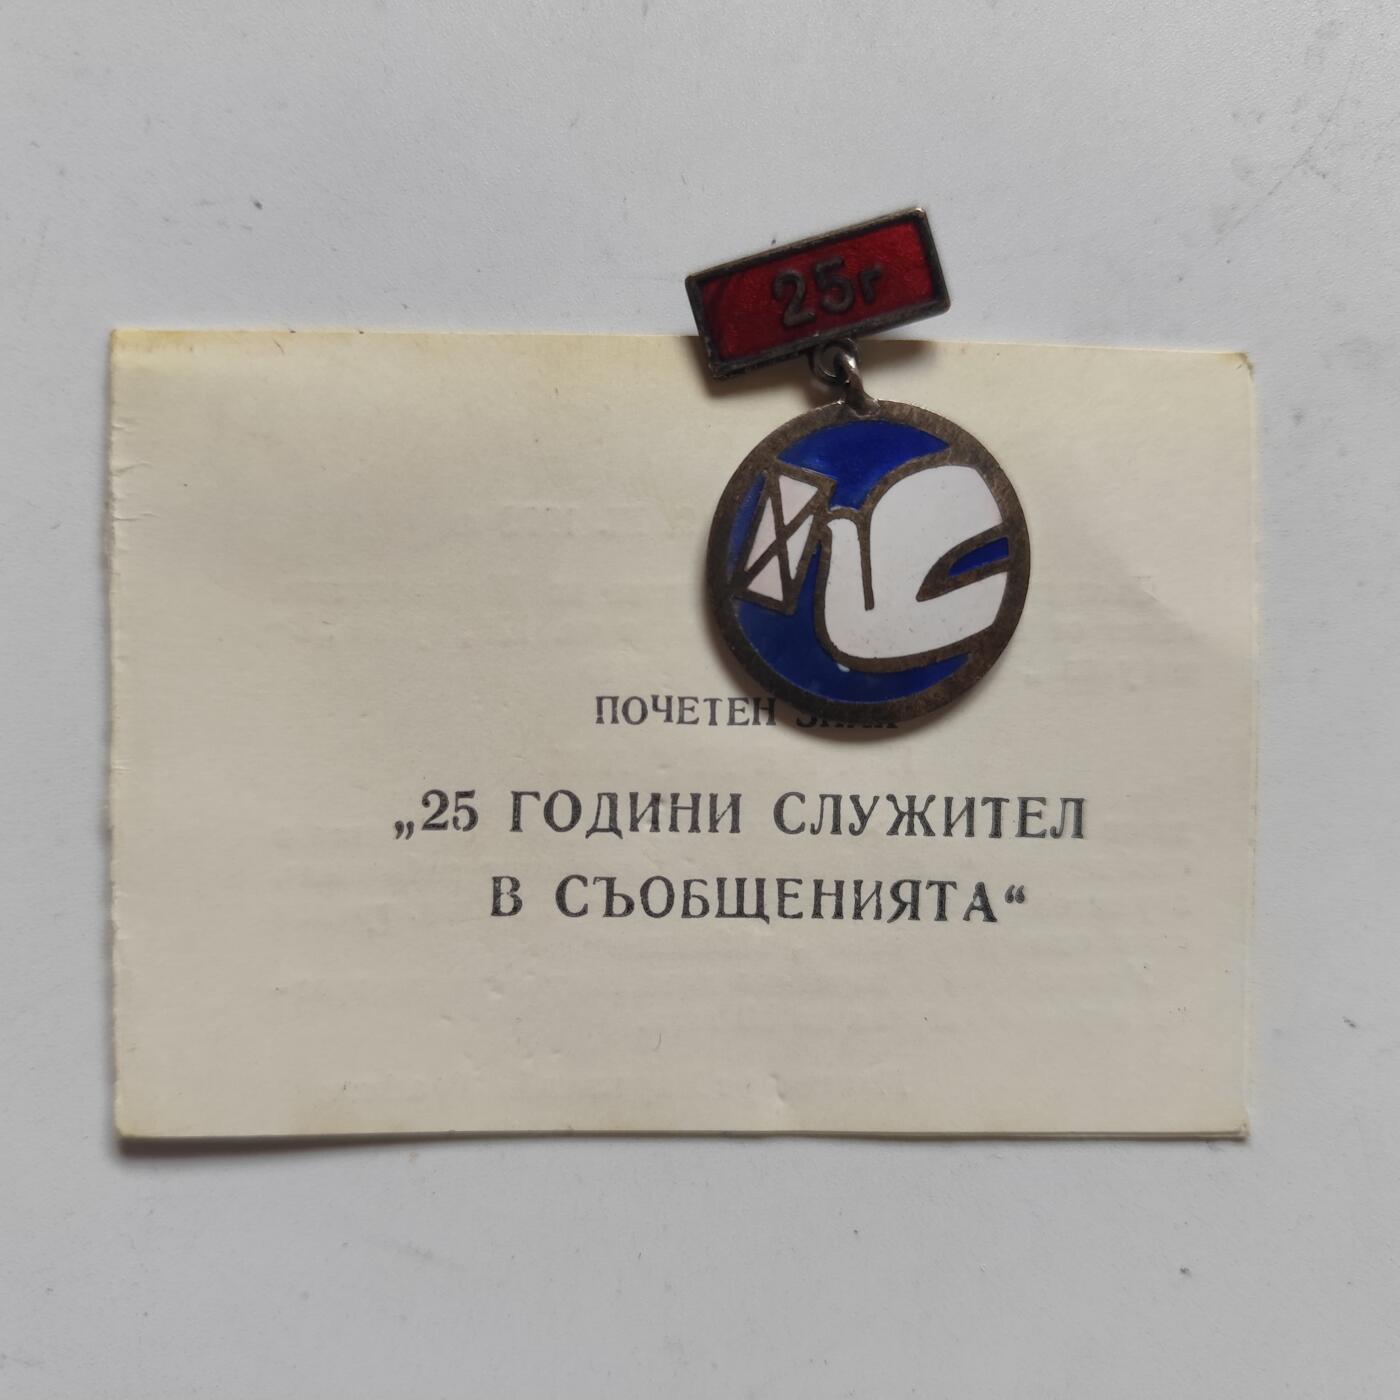 25г
ПОЧЕТЕН
„25 ГОДИНИ СЛУЖИТЕЛ
В СЪОБЩЕНИЯТА“